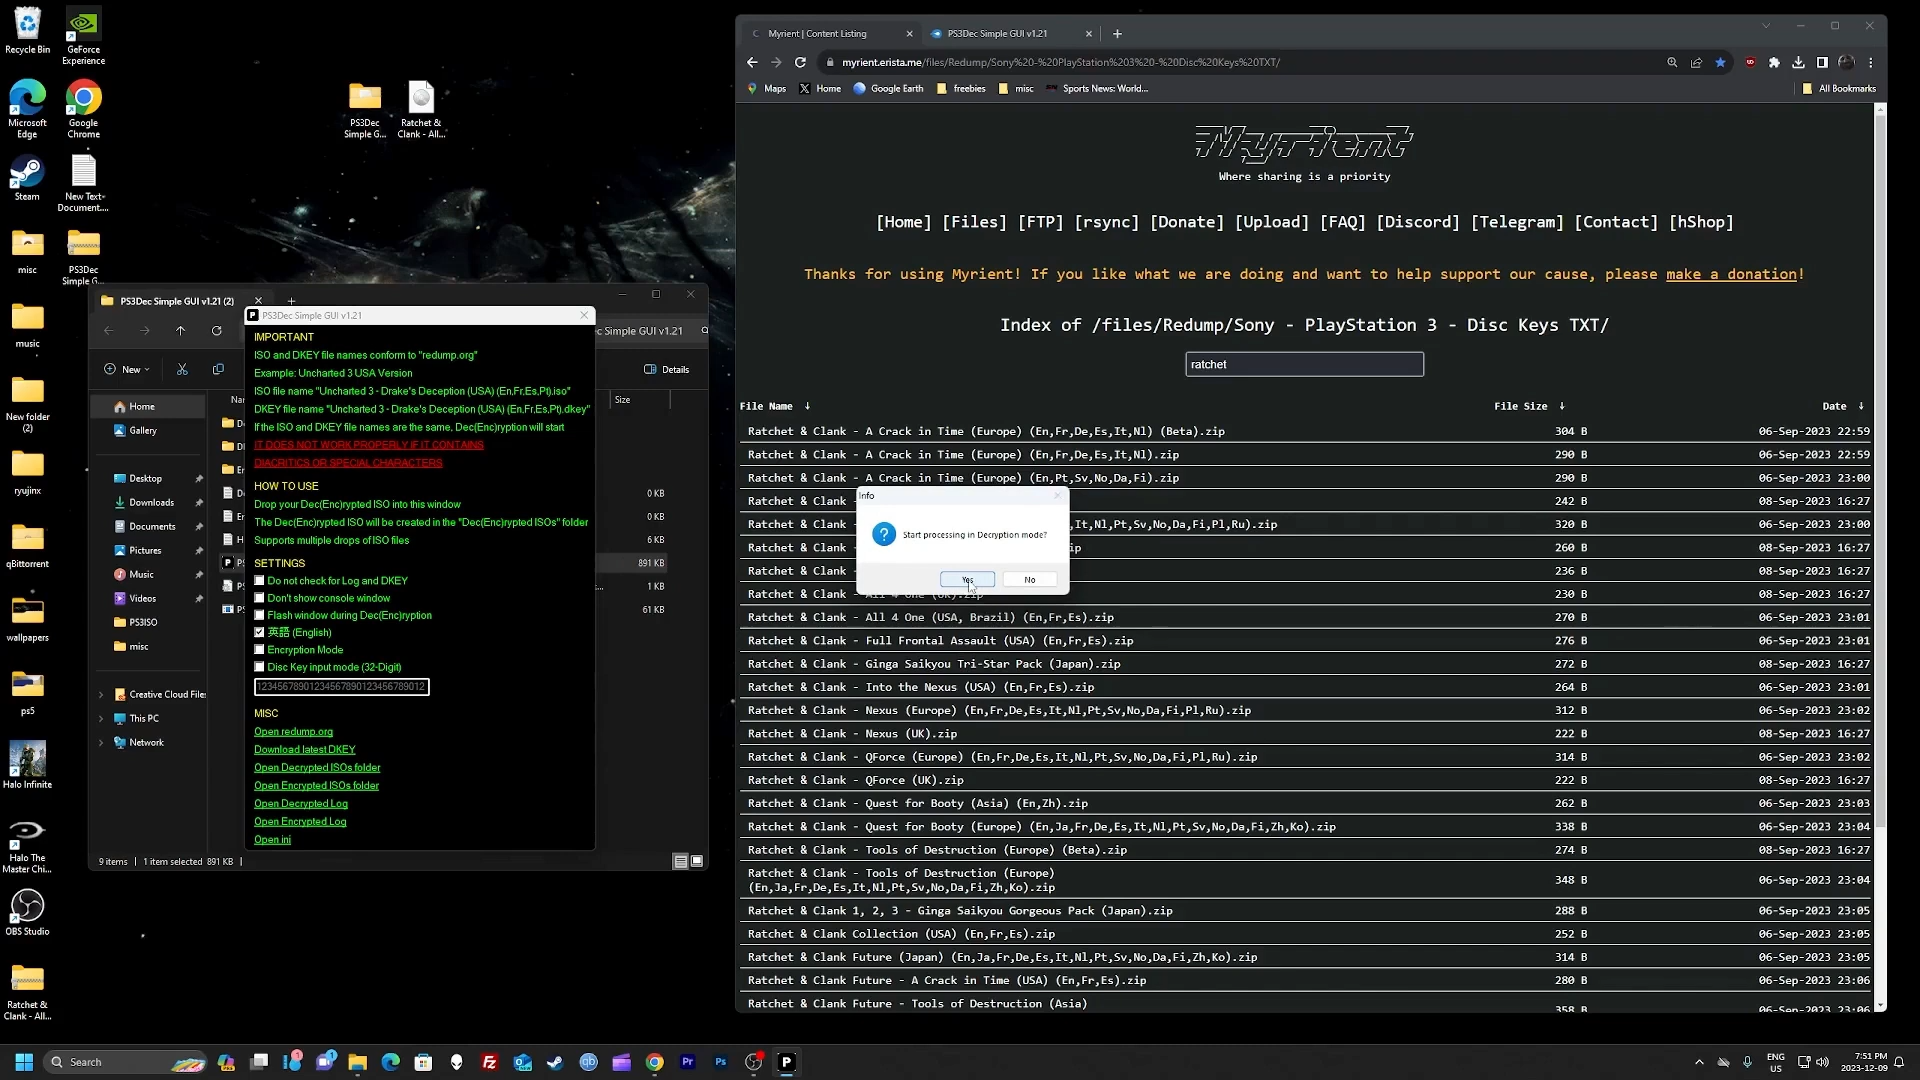 Recycle Bin
GeForce
Experience
Microsoft
Edge
Google
Chrome
Steam
New Text
Document....
misc
PS3Dec
Simple G...
music
New folder
(2)
ryujinx
qBittorrent
wallpapers
ps5
Halo Infinite
Halo The
Master Chi...
OBS Studio
Ratchet &
Clank - All...
PS3Dec
Simple G...
Ratchet &
Clank - All...
PS3Dec Simple GUI v1.21 (2)
ec Simple GUI v1.21
New
Details
Home
Gallery
Desktop
Downloads
Documents
Pictures
Music
Videos
PS3ISO
misc
Creative Cloud Files
This PC
Network
Size
0 KB
0 KB
6 KB
891 KB
1 KB
61 KB
9 items
1 item selected 891 KB
PS3Dec Simple GUI v1.21
IMPORTANT
ISO and DKEY file names conform to "redump.org"
Example: Uncharted 3 USA Version
ISO file name "Uncharted 3 - Drake's Deception (USA) (En,Fr,Es,Pt).iso"
DKEY file name "Uncharted 3 - Drake's Deception (USA) (En,Fr,Es,Pt).dkey"
If the ISO and DKEY file names are the same, Dec(Enc)ryption will start
IT DOES NOT WORK PROPERLY IF IT CONTAINS
DIACRITICS OR SPECIAL CHARACTERS
HOW TO USE
Drop your Dec(Enc)rypted ISO into this window
The Dec(Enc)rypted ISO will be created in the "Dec(Enc)rypted ISOs" folder
Supports multiple drops of ISO files
SETTINGS
Do not check for Log and DKEY
Don't show console window
Flash window during Dec(Enc)ryption
英語 (English)
Encryption Mode
Disc Key input mode (32-Digit)
12345678901234567890123456789012
MISC
Open redump.org
Download latest DKEY
Open Decrypted ISOs folder
Open Encrypted ISOs folder
Open Decrypted Log
Open Encrypted Log
Open ini
Myrient | Content Listing
PS3Dec Simple GUI v1.21
myrient.erista.me/files/Redump/Sony%20-%20PlayStation%203%20-%20Disc%20Keys%20TXT/
Maps
Home
Google Earth
freebies
misc
Sports News: World...
All Bookmarks
Myrient
Where sharing is a priority
[Home] [Files] [FTP] [rsync] [Donate] [Upload] [FAQ] [Discord] [Telegram] [Contact] [hShop]
Thanks for using Myrient! If you like what we are doing and want to help support our cause, please make a donation!
Index of /files/Redump/Sony - PlayStation 3 - Disc Keys TXT/
ratchet
File Name ↓ File Size ↓ Date ↓
Ratchet & Clank - A Crack in Time (Europe) (En,Fr,De,Es,It,Nl) (Beta).zip 304 B 06-Sep-2023 22:59
Ratchet & Clank - A Crack in Time (Europe) (En,Fr,De,Es,It,Nl).zip 290 B 06-Sep-2023 22:59
Ratchet & Clank - A Crack in Time (Europe) (En,Pt,Sv,No,Da,Fi).zip 290 B 06-Sep-2023 23:00
Ratchet & Clank 242 B 08-Sep-2023 16:27
Ratchet & Clank ,It,Nl,Pt,Sv,No,Da,Fi,Pl,Ru).zip 320 B 06-Sep-2023 23:00
Ratchet & Clank ip 260 B 08-Sep-2023 16:27
Ratchet & Clank 236 B 08-Sep-2023 16:27
Ratchet & Clank - All 4 One (UK).zip 230 B 08-Sep-2023 16:27
Ratchet & Clank - All 4 One (USA, Brazil) (En,Fr,Es).zip 270 B 06-Sep-2023 23:01
Ratchet & Clank - Full Frontal Assault (USA) (En,Fr,Es).zip 276 B 06-Sep-2023 23:01
Ratchet & Clank - Ginga Saikyou Tri-Star Pack (Japan).zip 272 B 08-Sep-2023 16:27
Ratchet & Clank - Into the Nexus (USA) (En,Fr,Es).zip 264 B 06-Sep-2023 23:01
Ratchet & Clank - Nexus (Europe) (En,Fr,De,Es,It,Nl,Pt,Sv,No,Da,Fi,Pl,Ru).zip 312 B 06-Sep-2023 23:02
Ratchet & Clank - Nexus (UK).zip 222 B 08-Sep-2023 16:27
Ratchet & Clank - QForce (Europe) (En,Fr,De,Es,It,Nl,Pt,Sv,No,Da,Fi,Pl,Ru).zip 314 B 06-Sep-2023 23:02
Ratchet & Clank - QForce (UK).zip 222 B 08-Sep-2023 16:27
Ratchet & Clank - Quest for Booty (Asia) (En,Zh).zip 262 B 06-Sep-2023 23:03
Ratchet & Clank - Quest for Booty (Europe) (En,Ja,Fr,De,Es,It,Nl,Pt,Sv,No,Da,Fi,Zh,Ko).zip 338 B 06-Sep-2023 23:04
Ratchet & Clank - Tools of Destruction (Europe) (Beta).zip 274 B 08-Sep-2023 16:27
Ratchet & Clank - Tools of Destruction (Europe)
(En,Ja,Fr,De,Es,It,Nl,Pt,Sv,No,Da,Fi,Zh,Ko).zip 348 B 06-Sep-2023 23:04
Ratchet & Clank 1, 2, 3 - Ginga Saikyou Gorgeous Pack (Japan).zip 288 B 06-Sep-2023 23:05
Ratchet & Clank Collection (USA) (En,Fr,Es).zip 252 B 06-Sep-2023 23:05
Ratchet & Clank Future (Japan) (En,Ja,Fr,De,Es,It,Nl,Pt,Sv,No,Da,Fi,Zh,Ko).zip 314 B 06-Sep-2023 23:05
Ratchet & Clank Future - A Crack in Time (USA) (En,Fr,Es).zip 280 B 06-Sep-2023 23:06
Ratchet & Clank Future - Tools of Destruction (Asia)
358 B 06-Sep-2023 23:06
Info
Start processing in Decryption mode?
Yes
No
Search
ENG
US
7:51 PM
2023-12-09